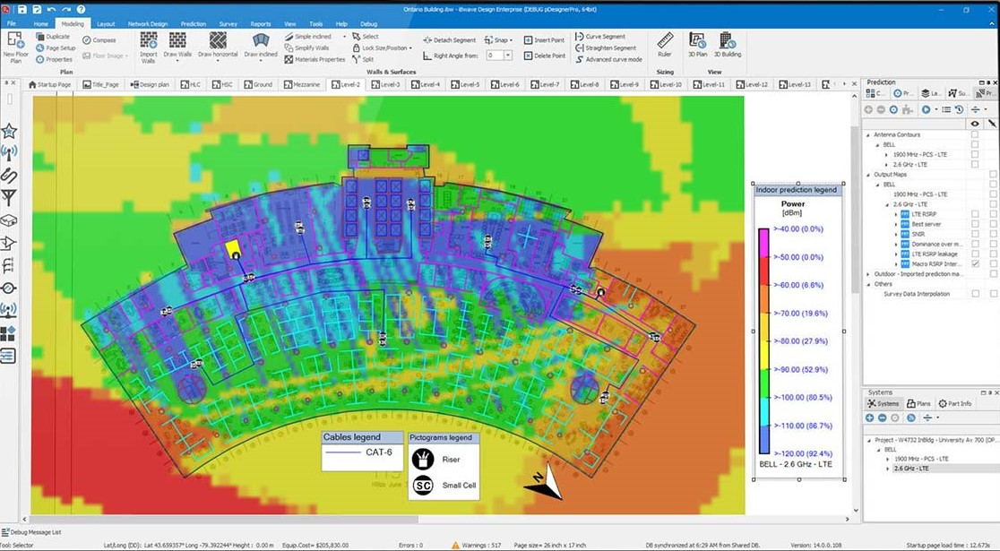 Ontario Building.ibw - iBwave Design Enterprise (DEBUG pDesignerPro, 64bit)
File Home Modeling Layout Network Design Prediction Survey Reports Annotations View Tools Help Debug
New Floor Plan
Duplicate
Page Setup
Properties
Compass
Floor Image
Plan
Import Walls
Draw Walls
Draw horizontal
Draw inclined
Simple inclined
Simplify Walls
Materials Properties
Select
Lock Size/Position
Split
Detach Segment
Right Angle from: 0
Snap
Insert Point
Delete Point
Curve Segment
Straighten Segment
Advanced curve mode
Walls & Surfaces
Ruler
Sizing
3D Plan
3D Building
View
Startup Page Title_Page Design plan HLC HSC Ground Mezzanine Level-2 Level-3 Level-4 Level-5 Level-6 Level-7 Level-8 Level-9 Level-10 Level-11 Level-12 Level-13
Indoor prediction legend
Power
[dBm]
>-40.00 (0.0%)
>-50.00 (0.0%)
>-60.00 (6.6%)
>-70.00 (19.6%)
>-80.00 (27.9%)
>-90.00 (52.9%)
>-100.00 (80.5%)
>-110.00 (86.7%)
>-120.00 (92.4%)
BELL - 2.6 GHz - LTE
Cables legend
CAT-6
Pictograms legend
Riser
SC Small Cell
N
Prediction
C... Pr... La... Su... Pr...
Antenna Contours
BELL
1900 MHz - PCS - LTE
2.6 GHz - LTE
Output Maps
BELL
1900 MHz - PCS - LTE
2.6 GHz - LTE
LTE RSRP
Best server
SNIR
Dominance over m...
LTE RSRP leakage
Macro RSRP Inter...
Outdoor - Imported prediction ma...
Others
Survey Data Interpolation
Systems
Systems Plans Part Info
Project - W4732 InBldg - University Av 700 (OP...
BELL
1900 MHz - PCS - LTE
2.6 GHz - LTE
Debug Message List
Tool: Selector
Lat/Long (DD): Lat 43.659357° Long -79.392244° Height : 0.00 m
Equip.Cost= $205,830.00
Errors : 0
Warnings : 517
Page size= 26 inch x 17 inch
DB synchronized at 6:29 AM from Shared DB.
Version: 14.0.0.108
Startup page load time : 12.673s